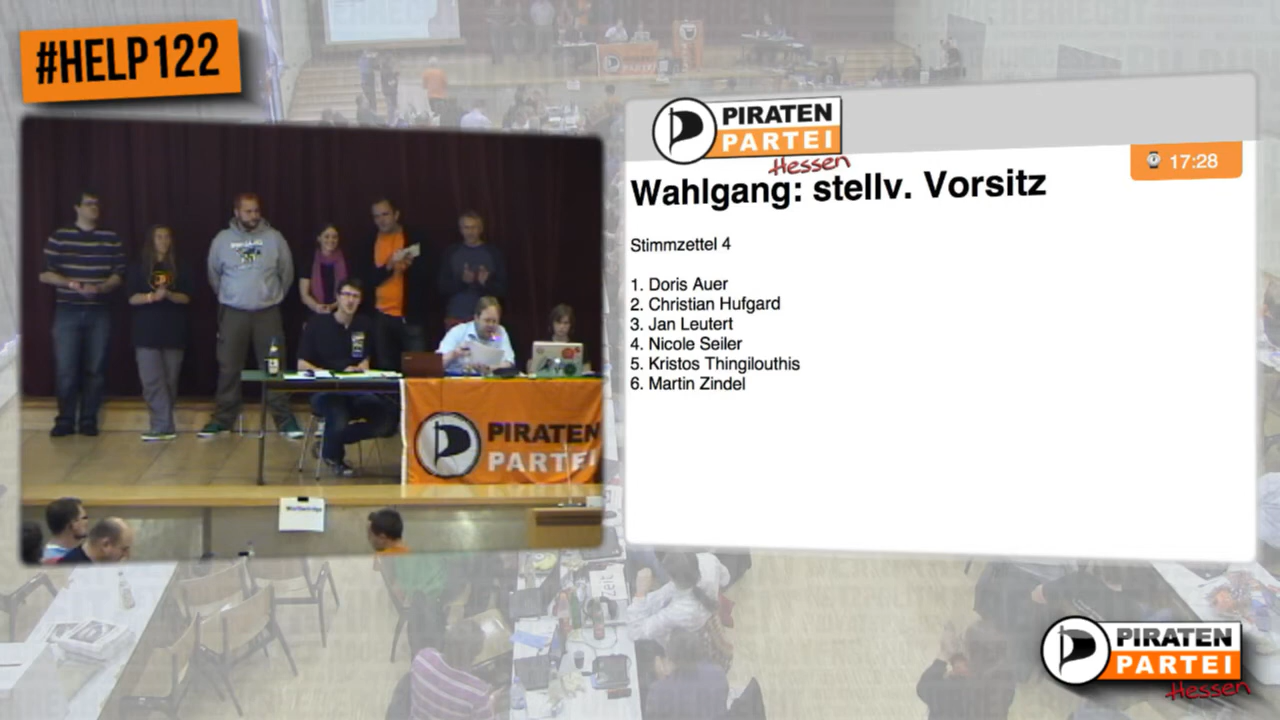 #HELP122
PIRATEN
PARTEI
Hessen
17:28
Wahlgang: stellv. Vorsitz
Stimmzettel 4
1. Doris Auer
2. Christian Hufgard
3. Jan Leutert
4. Nicole Seiler
5. Kristos Thingilouthis
6. Martin Zindel
PIRATEN
PARTEI
PIRATEN
PARTEI
Hessen